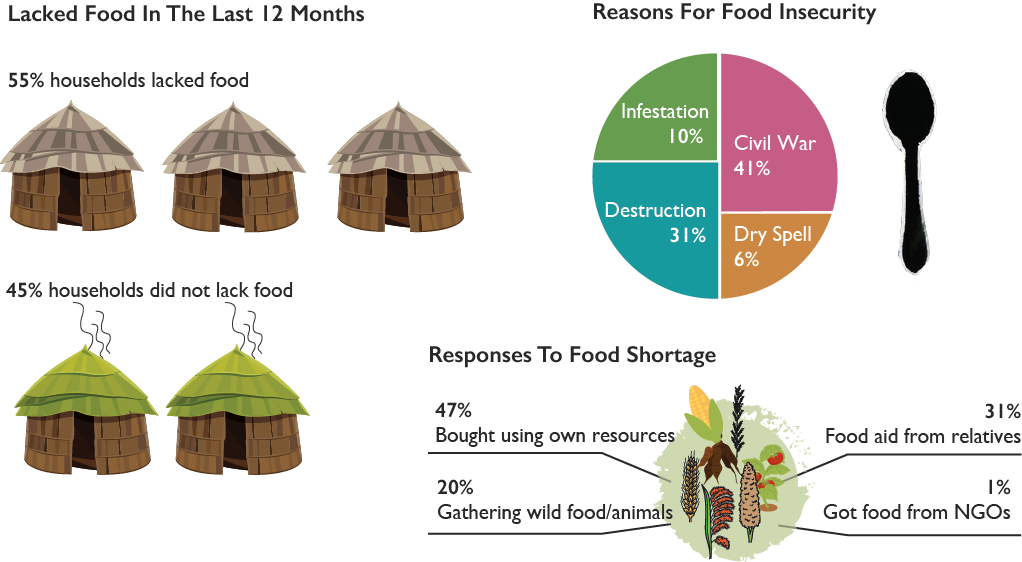 Lacked Food In The Last 12 Months
55% households lacked food
45% households did not lack food
Reasons For Food Insecurity
Infestation
10%
Civil War
41%
Destruction
31%
Dry Spell
6%
Responses To Food Shortage
47%
Bought using own resources
31%
Food aid from relatives
20%
Gathering wild food/animals
1%
Got food from NGOs